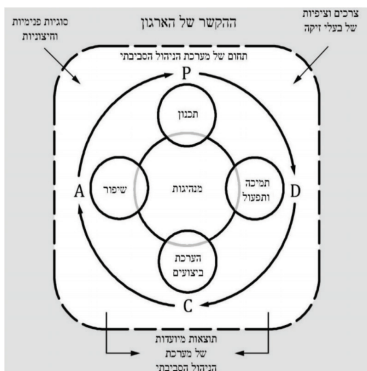 ההקשר של הארגון
סוגיות פנימיות
וחיצוניות
צרכים וציפיות
של בעלי זיקה
תחום של מערכת הניהול הסביבתי
P
תכנון
A
שיפור
מנהיגות
תמיכה
ותפעול
D
הערכת
ביצועים
C
תוצאות מיועדות
של מערכת
הניהול הסביבתי